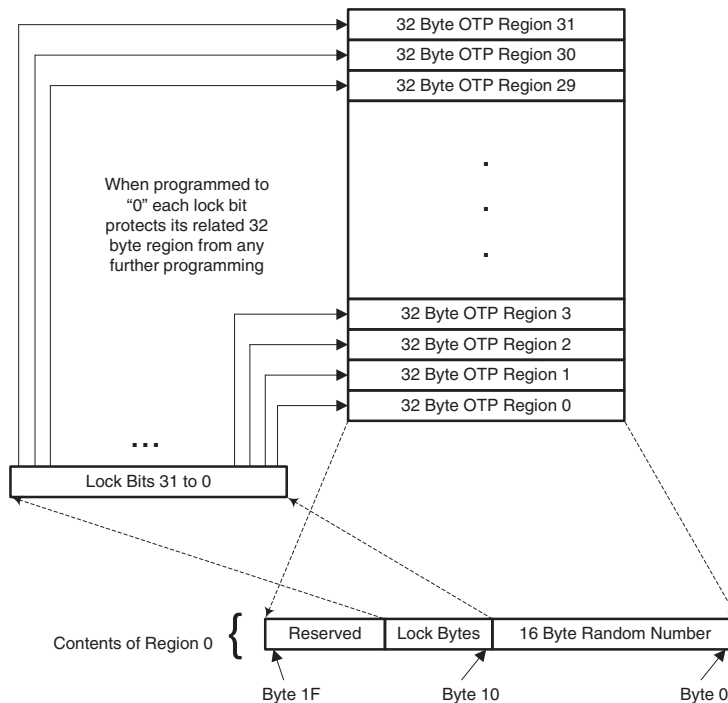 32 Byte OTP Region 31
32 Byte OTP Region 30
32 Byte OTP Region 29
.
.
.
When programmed to
“0” each lock bit
protects its related 32
byte region from any
further programming
32 Byte OTP Region 3
32 Byte OTP Region 2
32 Byte OTP Region 1
32 Byte OTP Region 0
...
Lock Bits 31 to 0
Contents of Region 0 {
Reserved
Lock Bytes
16 Byte Random Number
Byte 1F
Byte 10
Byte 0